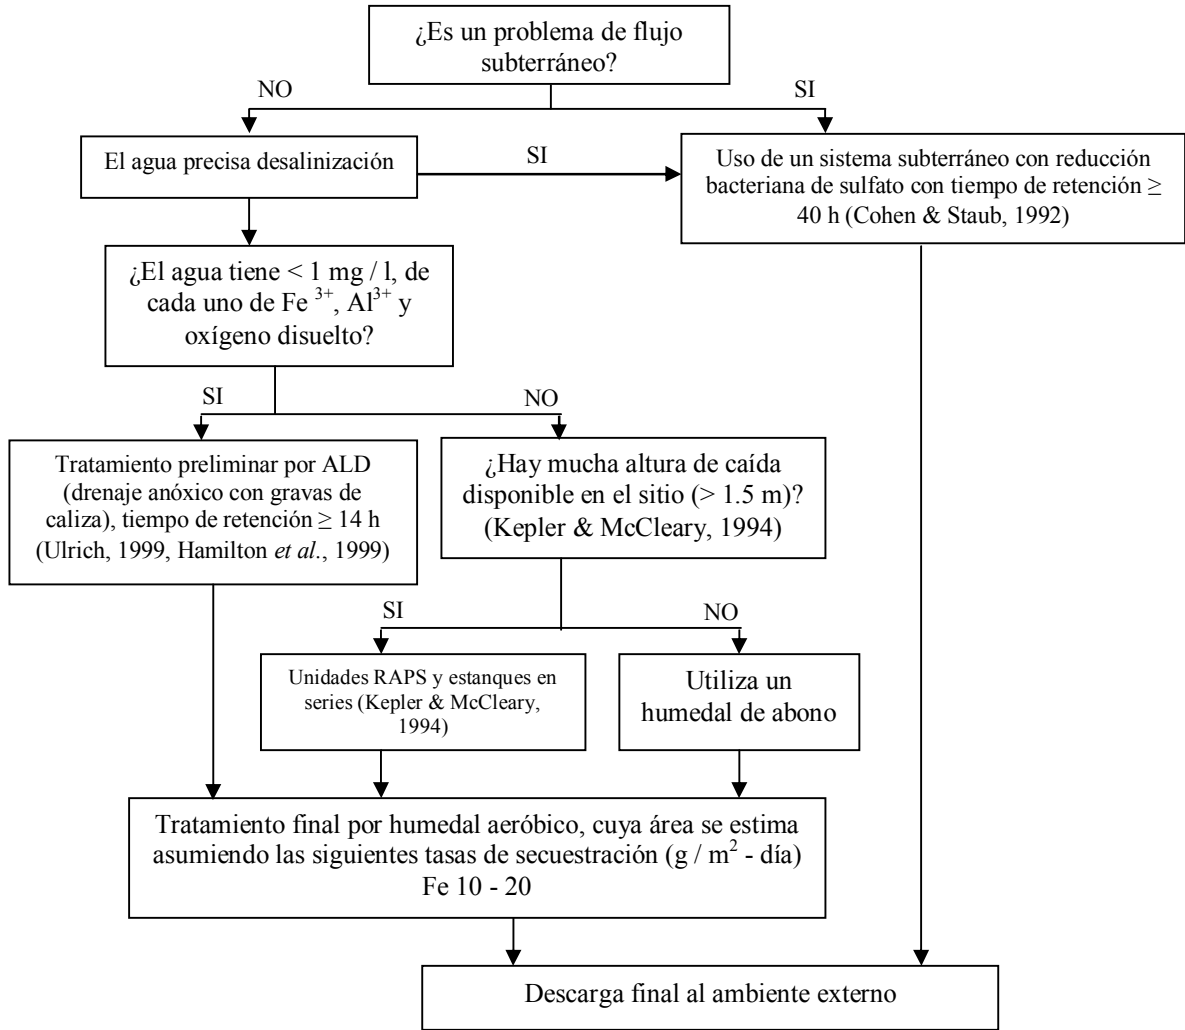 ¿Es un problema de flujo
subterráneo?
NO
SI
El agua precisa desalinización
SI
Uso de un sistema subterráneo con reducción
bacteriana de sulfato con tiempo de retención ≥
40 h (Cohen & Staub, 1992)
¿El agua tiene < 1 mg / l, de
cada uno de Fe ³⁺, Al³⁺ y
oxígeno disuelto?
SI
NO
Tratamiento preliminar por ALD
(drenaje anóxico con gravas de
caliza), tiempo de retención ≥ 14 h
(Ulrich, 1999, Hamilton et al., 1999)
¿Hay mucha altura de caída
disponible en el sitio (> 1.5 m)?
(Kepler & McCleary, 1994)
SI
NO
Unidades RAPS y estanques en
series (Kepler & McCleary,
1994)
Utiliza un
humedal de abono
Tratamiento final por humedal aeróbico, cuya área se estima
asumiendo las siguientes tasas de secuestración (g / m² - día)
Fe 10 - 20
Descarga final al ambiente externo